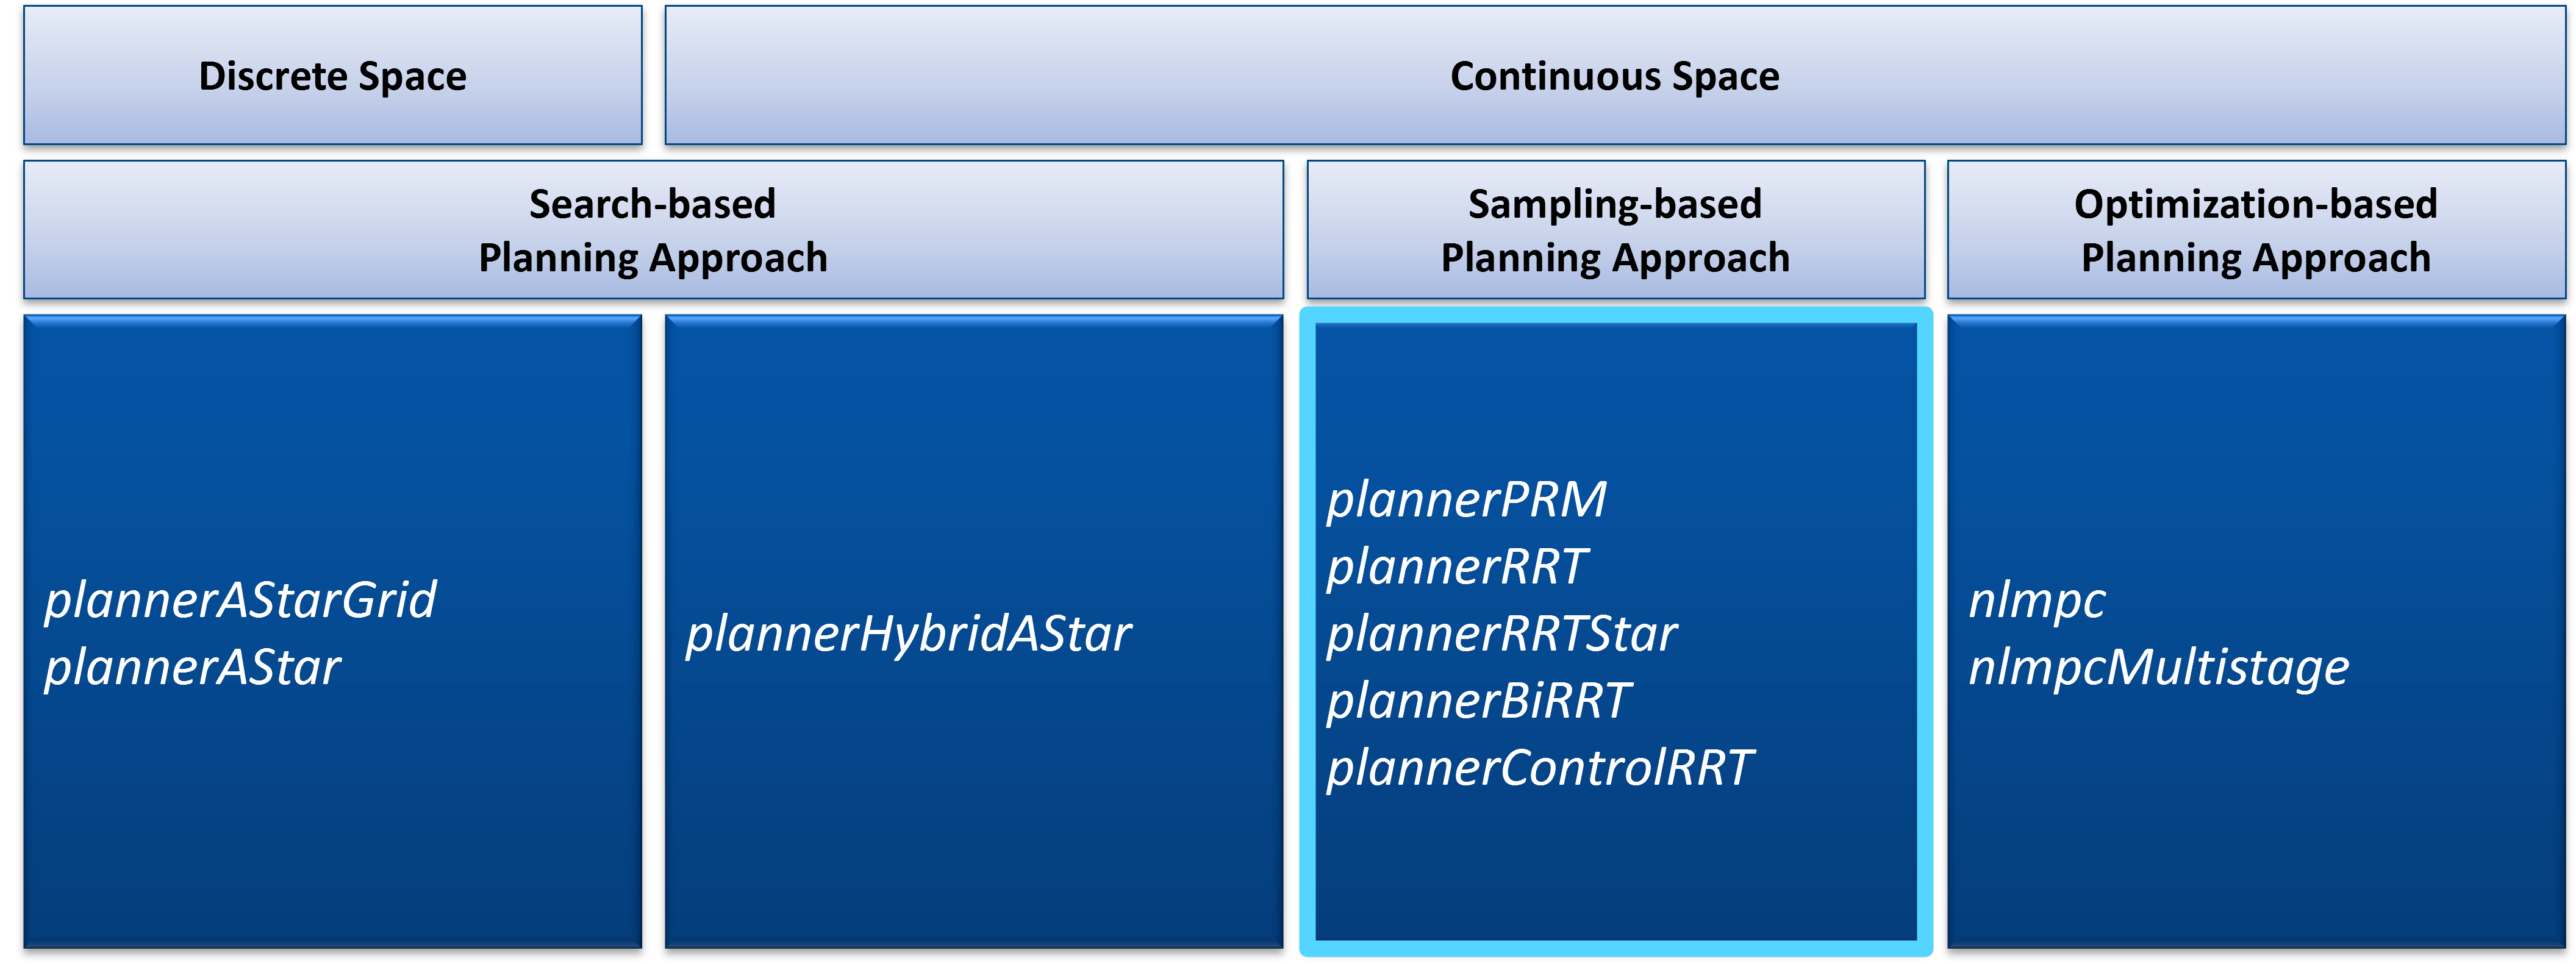 Discrete Space
Continuous Space
Search-based
Planning Approach
Sampling-based
Planning Approach
Optimization-based
Planning Approach
plannerAStarGrid
plannerAStar
plannerHybridAStar
plannerPRM
plannerRRT
plannerRRTStar
plannerBiRRT
plannerControlRRT
nlmpc
nlmpcMultistage